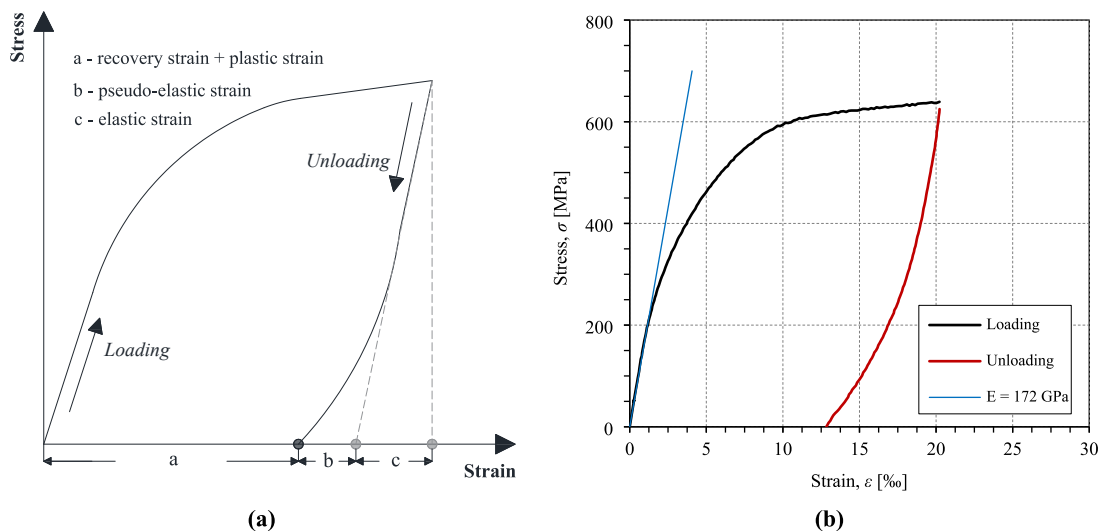 Stress
a - recovery strain + plastic strain
b - pseudo-elastic strain
c - elastic strain
Unloading
Loading
a
b
c
Strain
(a)
800
600
400
200
0
Stress, σ [MPa]
Loading
Unloading
E = 172 GPa
0 5 10 15 20 25 30
Strain, ε [‰]
(b)